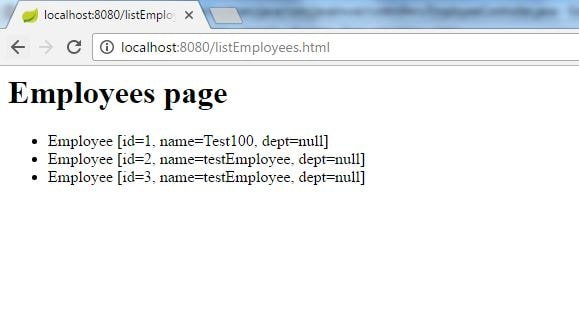 localhost:8080/listEmplo
localhost:8080/listEmployees.html
Employees page
Employee [id=1, name=Test100, dept=null]
Employee [id=2, name=testEmployee, dept=null]
Employee [id=3, name=testEmployee, dept=null]